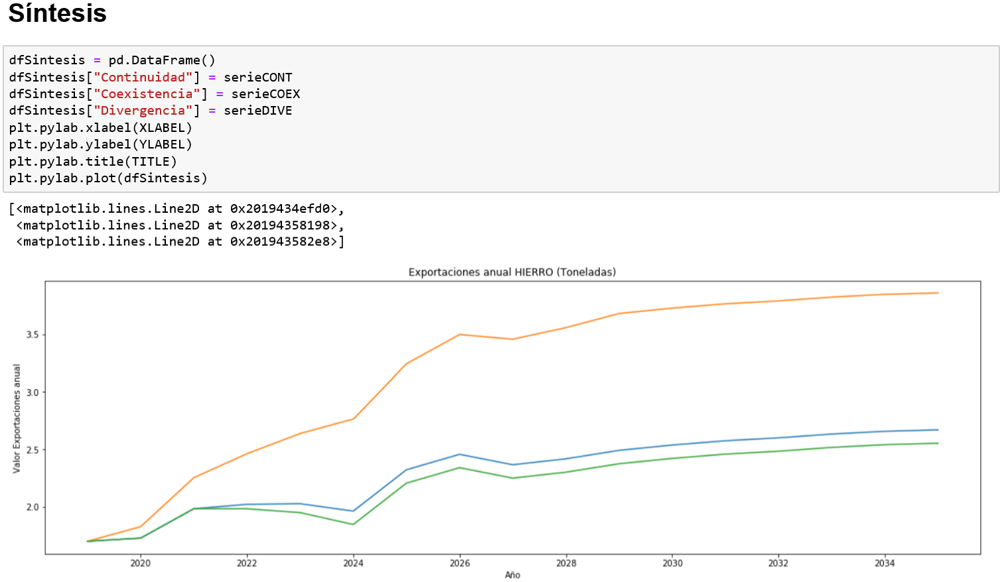 Síntesis
dfSintesis = pd.DataFrame()
dfSintesis["Continuidad"] = serieCONT
dfSintesis["Coexistencia"] = serieCOEX
dfSintesis["Divergencia"] = serieDIVE
plt.pylab.xlabel(XLABEL)
plt.pylab.ylabel(YLABEL)
plt.pylab.title(TITLE)
plt.pylab.plot(dfSintesis)
[<matplotlib.lines.Line2D at 0x2019434efd0>,
 <matplotlib.lines.Line2D at 0x20194358198>,
 <matplotlib.lines.Line2D at 0x201943582e8>]
Exportaciones anual HIERRO (Toneladas)
Valor Exportaciones anual
3.5
3.0
2.5
2.0
2020 2022 2024 2026 2028 2030 2032 2034
Año